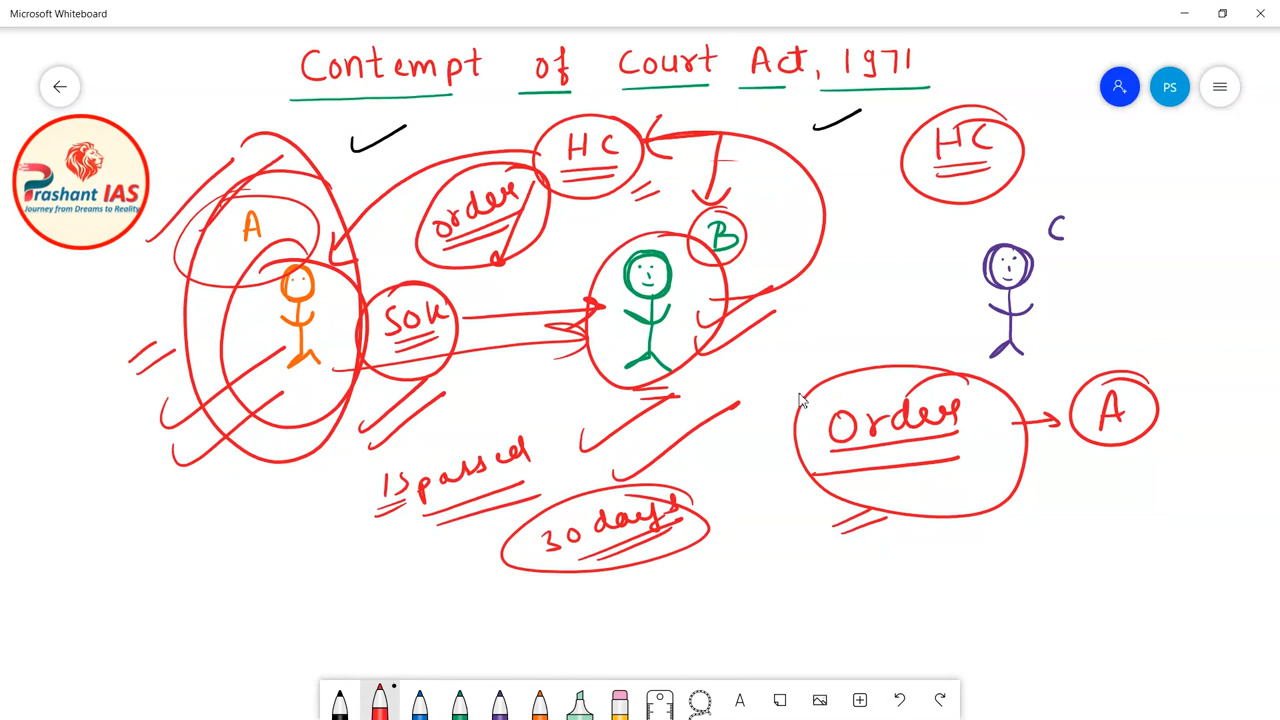 Microsoft Whiteboard
Contempt of Court Act, 1971
PS
Prashant IAS
Journey from Dreams to Reality
HC
HC
order
A
B
C
50K
Order
A
is passed
30 days
A